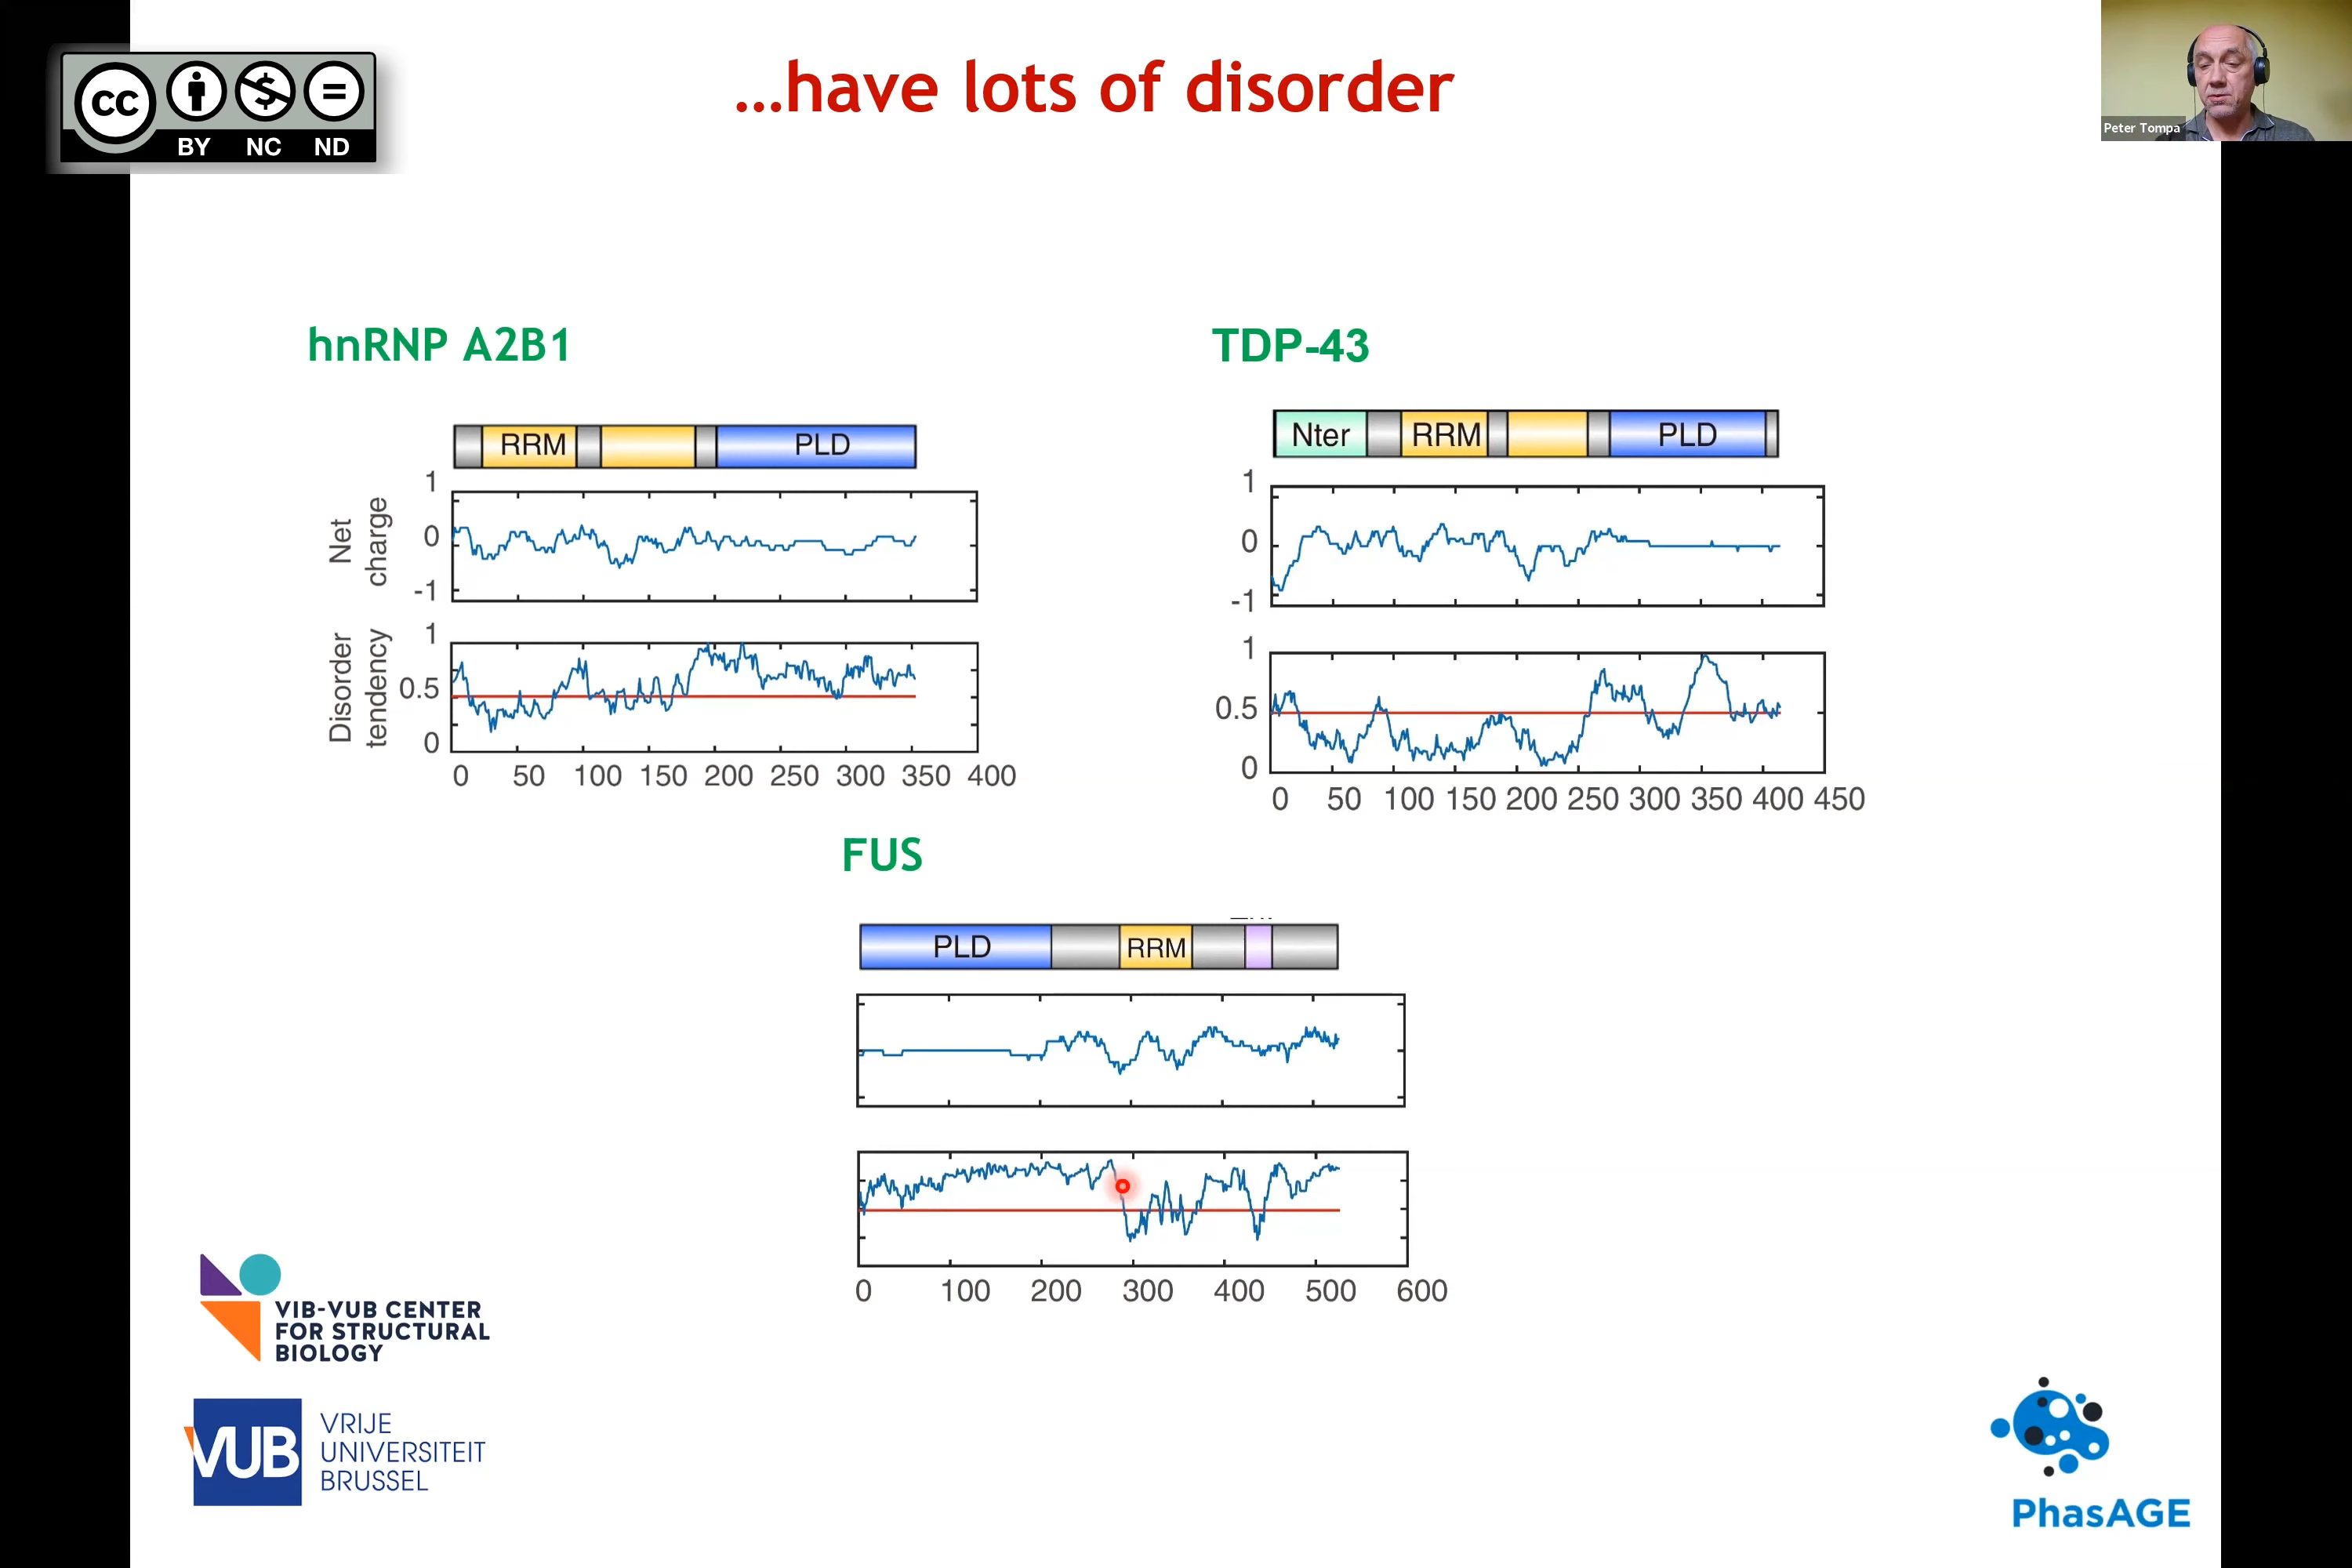 ...have lots of disorder
CC
BY NC ND
Peter Tompa
hnRNP A2B1
RRM
PLD
Net
charge
1
0
-1
Disorder
tendency
1
0.5
0
0 50 100 150 200 250 300 350 400
TDP-43
Nter
RRM
PLD
1
0
-1
1
0.5
0
0 50 100 150 200 250 300 350 400 450
FUS
PLD
RRM
0 100 200 300 400 500 600
VIB-VUB CENTER
FOR STRUCTURAL
BIOLOGY
VUB
VRIJE
UNIVERSITEIT
BRUSSEL
PhasAGE